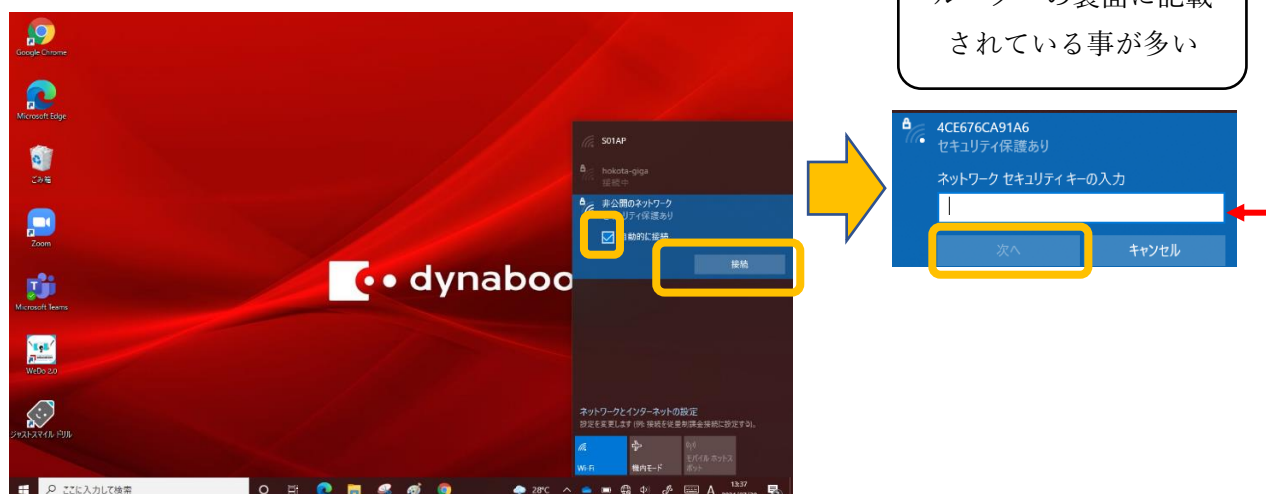 の裏面に記載
されている事が多い
Google Chrome
Microsoft Edge
ごみ箱
Zoom
Microsoft Teams
WeDo 2.0
ジャストスマイル ドリル
dynaboo
S01AP
hokota-giga
接続中
非公開のネットワーク
セキュリティ保護あり
自動的に接続
接続
ネットワークとインターネットの設定
設定を変更します (例: 接続を従量制課金接続に設定する)。
Wi-Fi
機内モード
モバイル ホットス
ポット
4CE676CA91A6
セキュリティ保護あり
ネットワーク セキュリティ キーの入力
次へ
キャンセル
ここに入力して検索
28°C
A
13:37